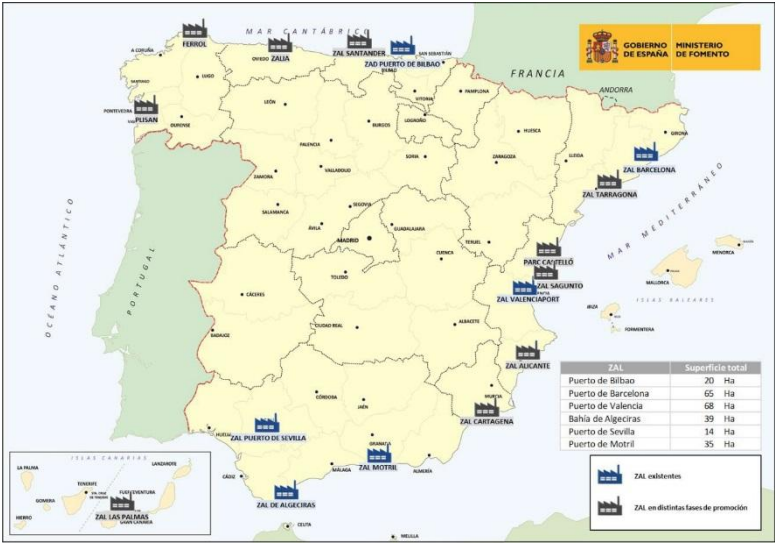 MAR CANTÁBRICO
FERROL
A CORUÑA
ZALIA
OVIEDO
ZAL SANTANDER
ZAD PUERTO DE BILBAO
SAN SEBASTIÁN
GOBIERNO DE ESPAÑA
MINISTERIO DE FOMENTO
FRANCIA
ANDORRA
SANTIAGO
LUGO
PONTEVEDRA
PLISAN
OURENSE
LEÓN
BURGOS
VITORIA
PAMPLONA
LOGROÑO
HUESCA
GIRONA
PALENCIA
SORIA
ZARAGOZA
LLEIDA
ZAL BARCELONA
ZAMORA
VALLADOLID
ZAL TARRAGONA
SALAMANCA
SEGOVIA
ÁVILA
GUADALAJARA
MADRID
TERUEL
CUENCA
TOLEDO
PARC CASTELLÓ
ZAL SAGUNTO
ZAL VALENCIAPORT
MAR MEDITERRÁNEO
MENORCA
MALLORCA
ISLAS BALEARES
IBIZA
FORMENTERA
OCÉANO ATLÁNTICO
PORTUGAL
CÁCERES
BADAJOZ
CIUDAD REAL
ALBACETE
ZAL ALICANTE
MURCIA
ZAL CARTAGENA
CÓRDOBA
JAÉN
HUELVA
ZAL PUERTO DE SEVILLA
GRANADA
ZAL MOTRIL
ALMERÍA
MÁLAGA
CÁDIZ
ZAL DE ALGECIRAS
CEUTA
MELILLA
ISLAS CANARIAS
LA PALMA
LANZAROTE
TENERIFE
FUERTEVENTURA
GOMERA
HIERRO
ZAL LAS PALMAS
GRAN CANARIA
ZAL Superficie total
Puerto de Bilbao 20 Ha
Puerto de Barcelona 65 Ha
Puerto de Valencia 68 Ha
Bahía de Algeciras 39 Ha
Puerto de Sevilla 14 Ha
Puerto de Motril 35 Ha
ZAL existentes
ZAL en distintas fases de promoción